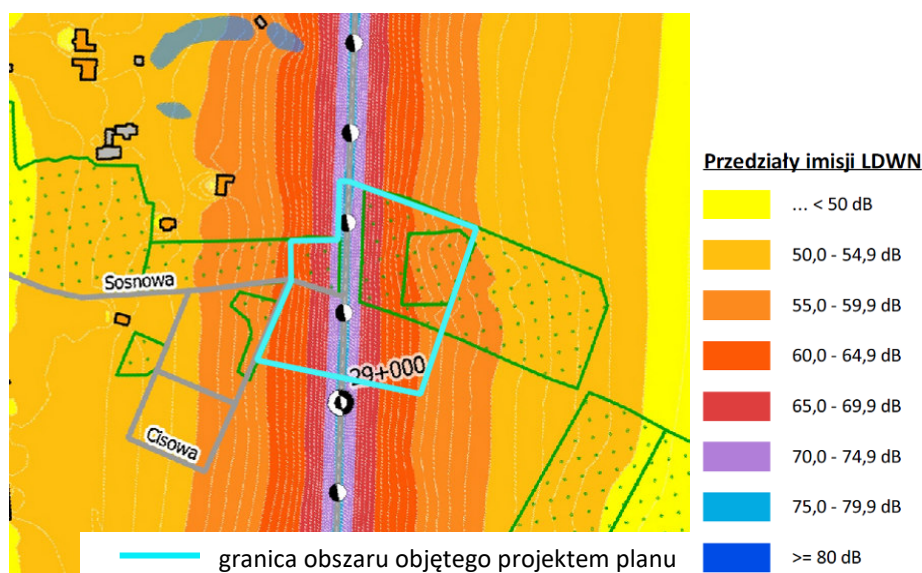 Sosnowa
29+000
Cisowa
granica obszaru objętego projektem planu
Przedziały imisji LDWN
... < 50 dB
50,0 - 54,9 dB
55,0 - 59,9 dB
60,0 - 64,9 dB
65,0 - 69,9 dB
70,0 - 74,9 dB
75,0 - 79,9 dB
>= 80 dB